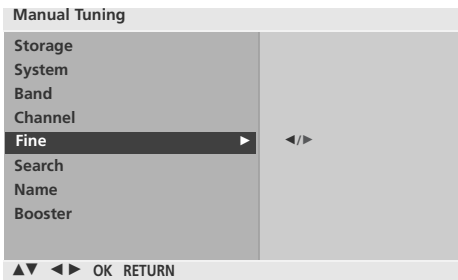 Manual Tuning
Storage
System
Band
Channel
Fine ▶ ◀/▶
Search
Name
Booster
▲▼ ◀ ▶ OK RETURN